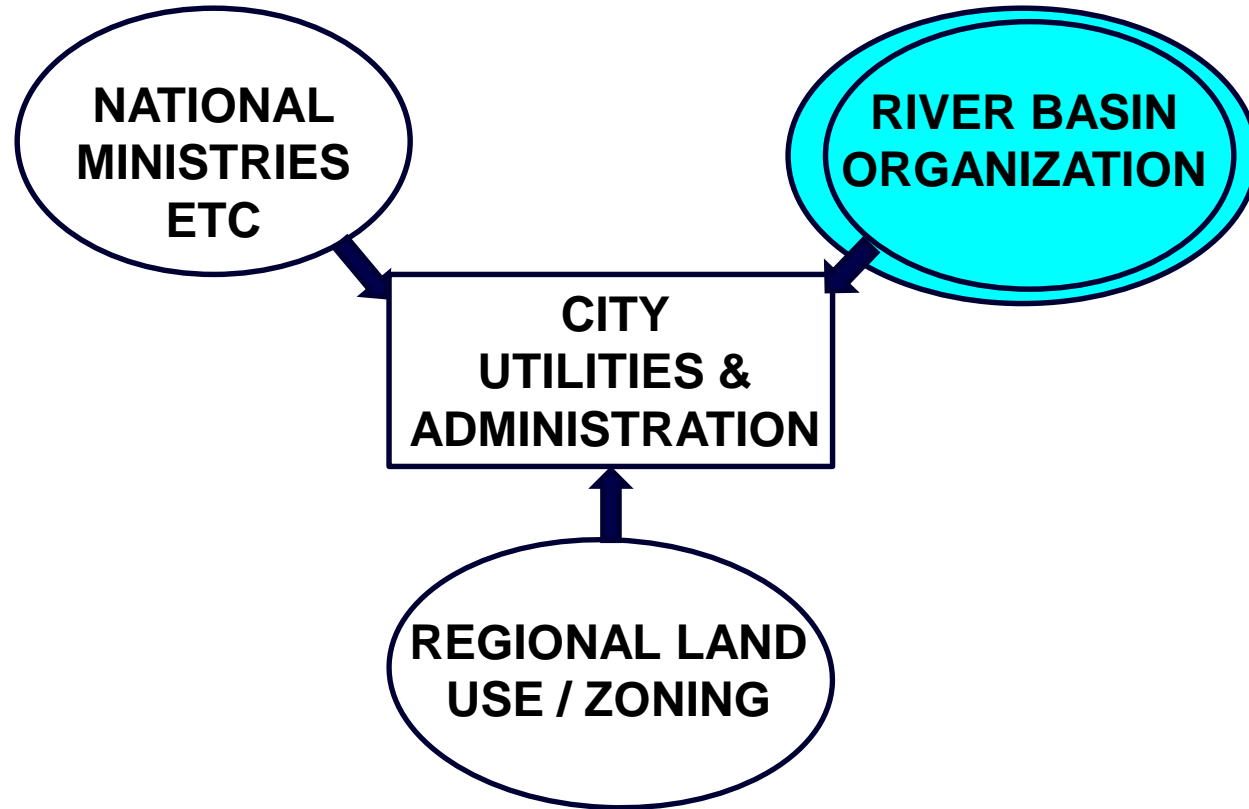 NATIONAL
MINISTRIES
ETC
RIVER BASIN
ORGANIZATION
CITY
UTILITIES &
ADMINISTRATION
REGIONAL LAND
USE / ZONING